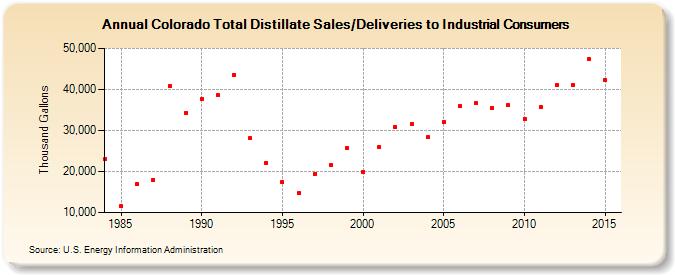 Annual Colorado Total Distillate Sales/Deliveries to Industrial Consumers
Thousand Gallons
50,000
40,000
30,000
20,000
10,000
1985 1990 1995 2000 2005 2010 2015
Source: U.S. Energy Information Administration